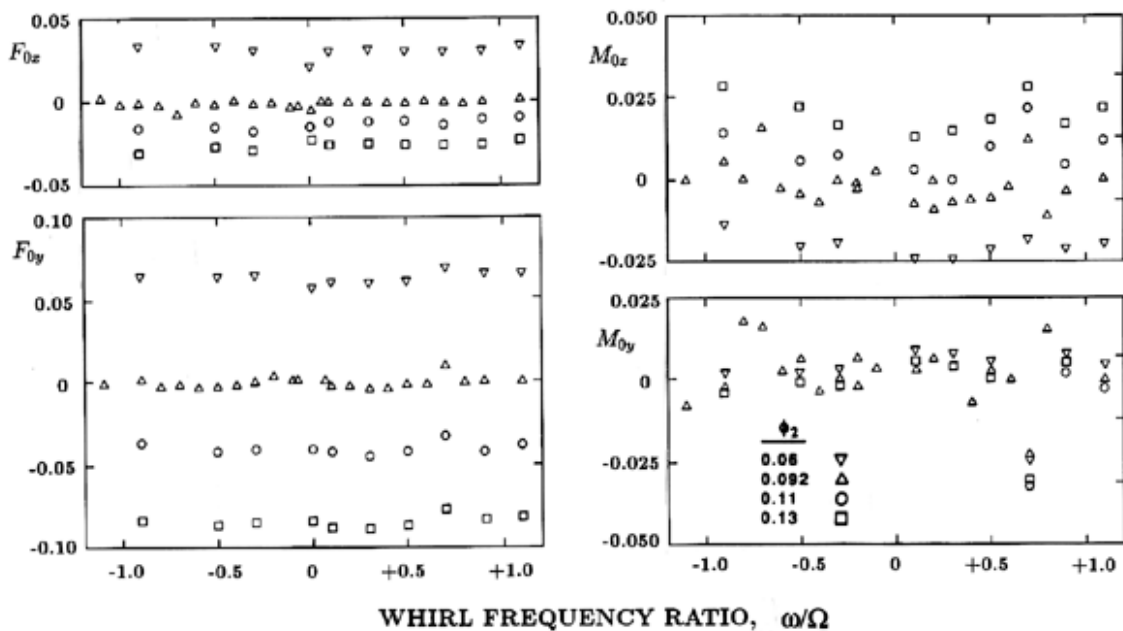 0.05
F₀ₓ
0
-0.05
0.10
F₀y
0.05
0
-0.05
-0.10
-1.0 -0.5 0 +0.5 +1.0
0.050
M₀ₓ
0.025
0
-0.025
0.025
M₀y
0
-0.025
-0.050
ϕ₂
0.06 ▽
0.092 △
0.11 ○
0.13 □
-1.0 -0.5 0 +0.5 +1.0
WHIRL FREQUENCY RATIO, ω/Ω